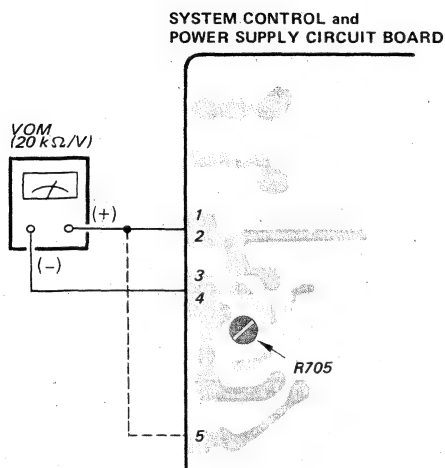 SYSTEM CONTROL and
POWER SUPPLY CIRCUIT BOARD
VOM
(20 kΩ/V)
(+)
(−)
1
2
3
4
R705
5